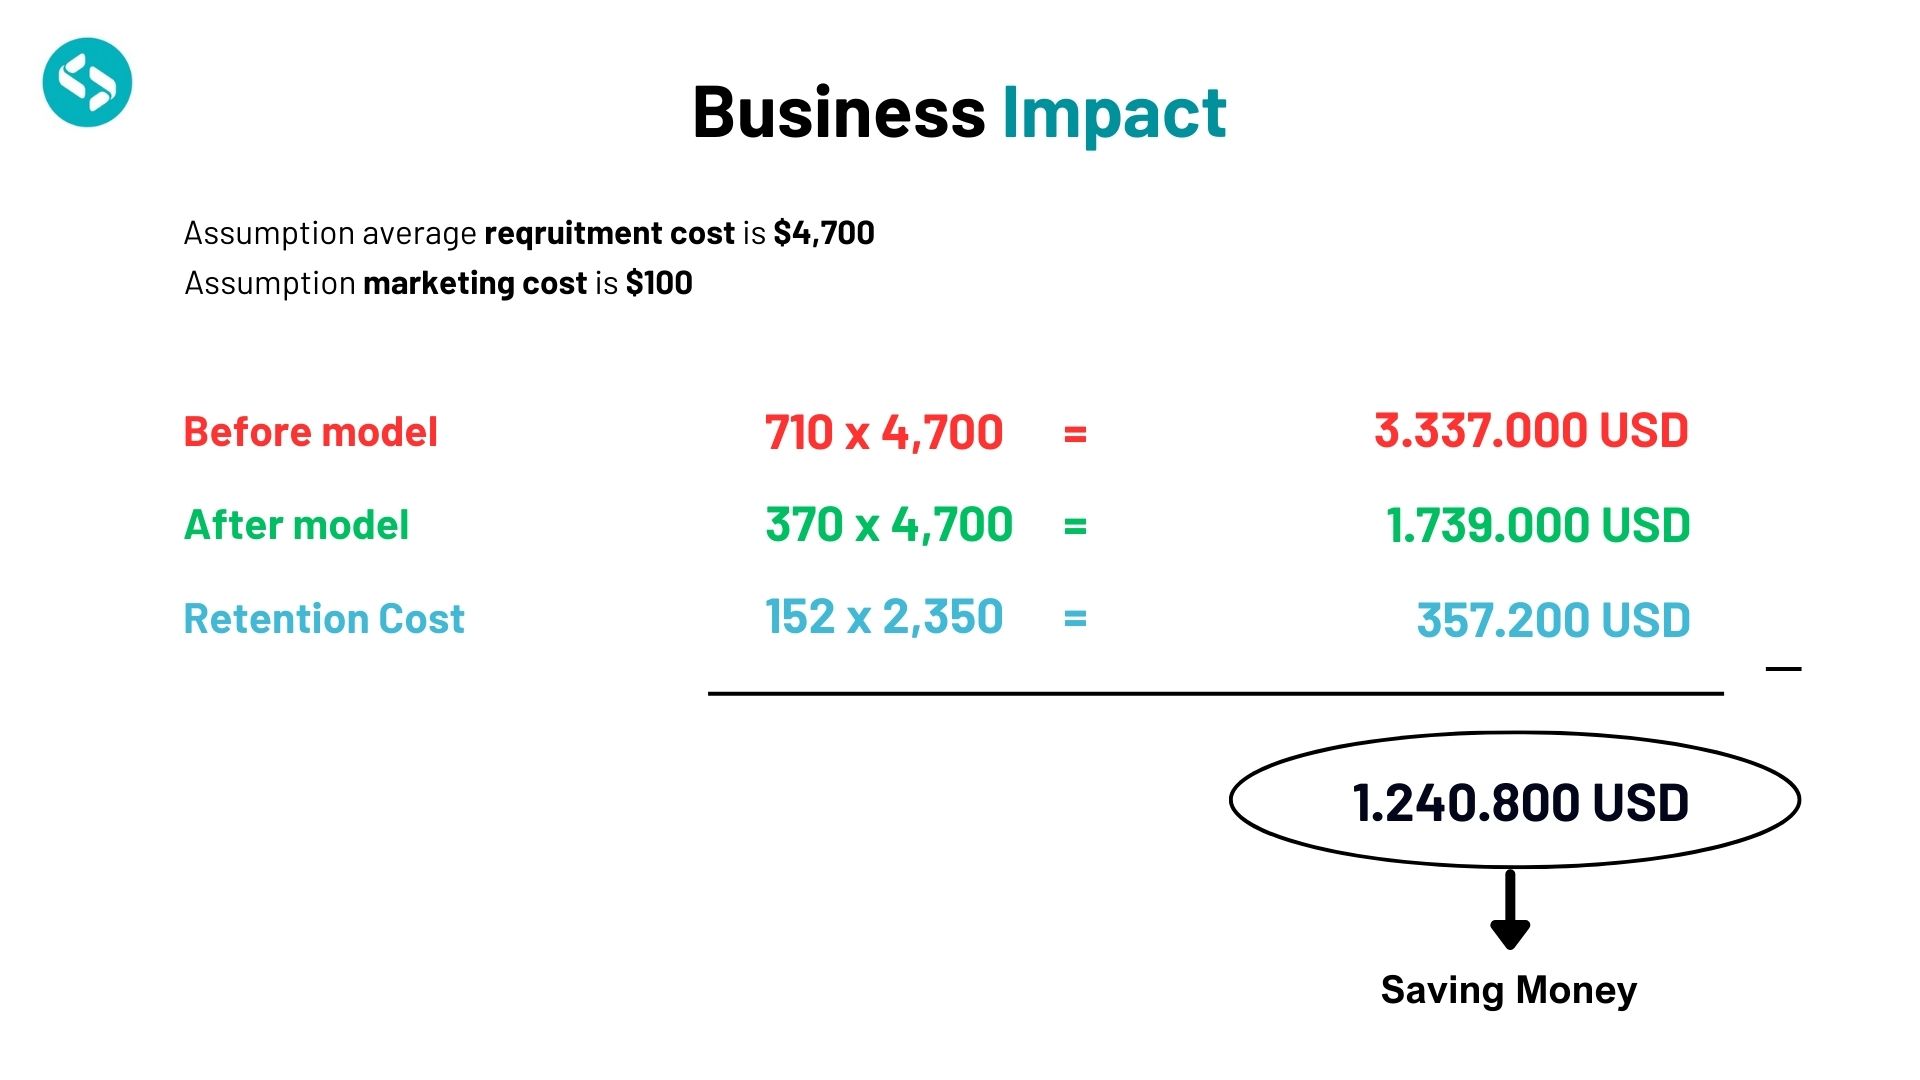 Business Impact
Assumption average reqruitment cost is $4,700
Assumption marketing cost is $100
Before model 710 x 4,700 = 3.337.000 USD
After model 370 x 4,700 = 1.739.000 USD
Retention Cost 152 x 2,350 = 357.200 USD
1.240.800 USD
Saving Money